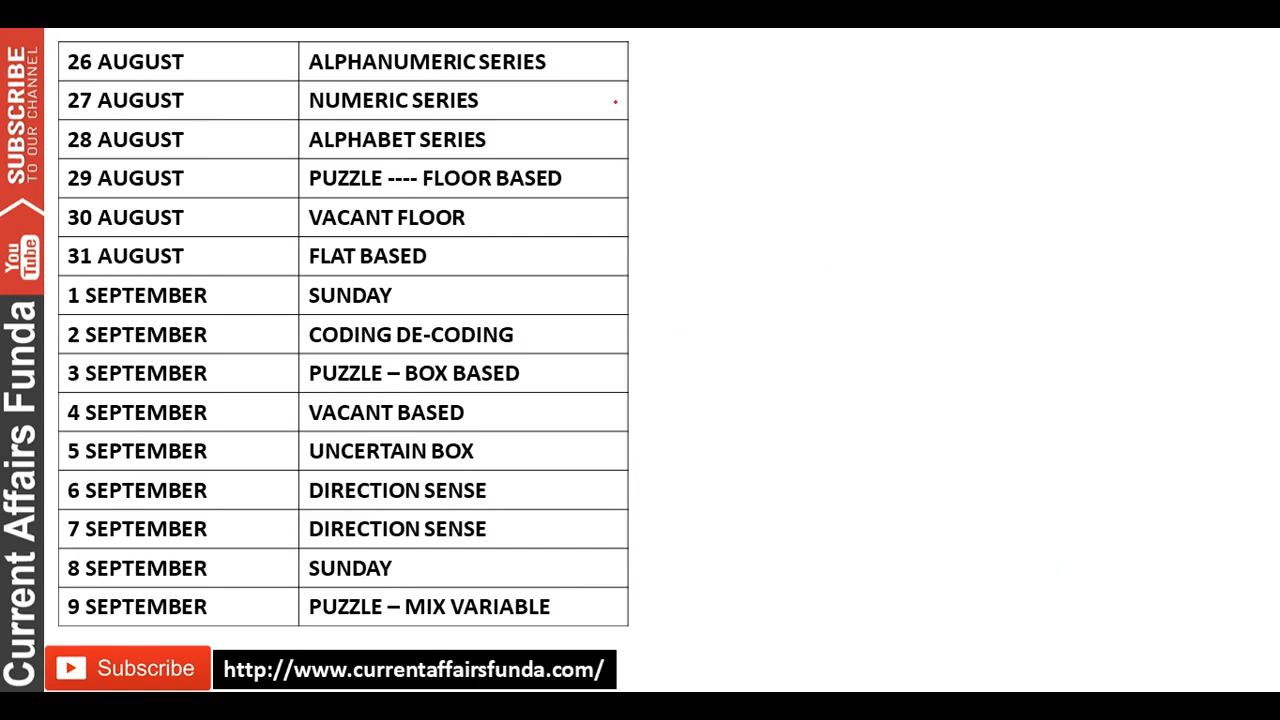 SUBSCRIBE
TO OUR CHANNEL
You Tube
Current Affairs Funda
26 AUGUST ALPHANUMERIC SERIES
27 AUGUST NUMERIC SERIES
28 AUGUST ALPHABET SERIES
29 AUGUST PUZZLE ---- FLOOR BASED
30 AUGUST VACANT FLOOR
31 AUGUST FLAT BASED
1 SEPTEMBER SUNDAY
2 SEPTEMBER CODING DE-CODING
3 SEPTEMBER PUZZLE – BOX BASED
4 SEPTEMBER VACANT BASED
5 SEPTEMBER UNCERTAIN BOX
6 SEPTEMBER DIRECTION SENSE
7 SEPTEMBER DIRECTION SENSE
8 SEPTEMBER SUNDAY
9 SEPTEMBER PUZZLE – MIX VARIABLE
Subscribe http://www.currentaffairsfunda.com/